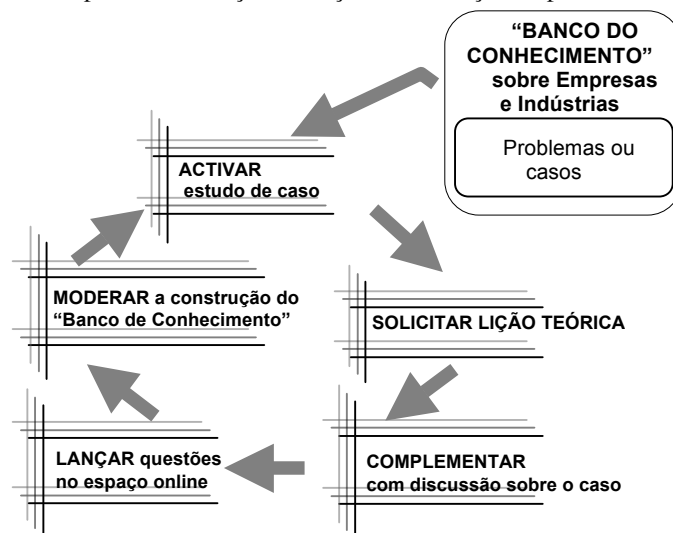 “BANCO DO
CONHECIMENTO”
sobre Empresas
e Indústrias
Problemas ou
casos
ACTIVAR
estudo de caso
SOLICITAR LIÇÃO TEÓRICA
COMPLEMENTAR
com discussão sobre o caso
LANÇAR questões
no espaço online
MODERAR a construção do
“Banco de Conhecimento”